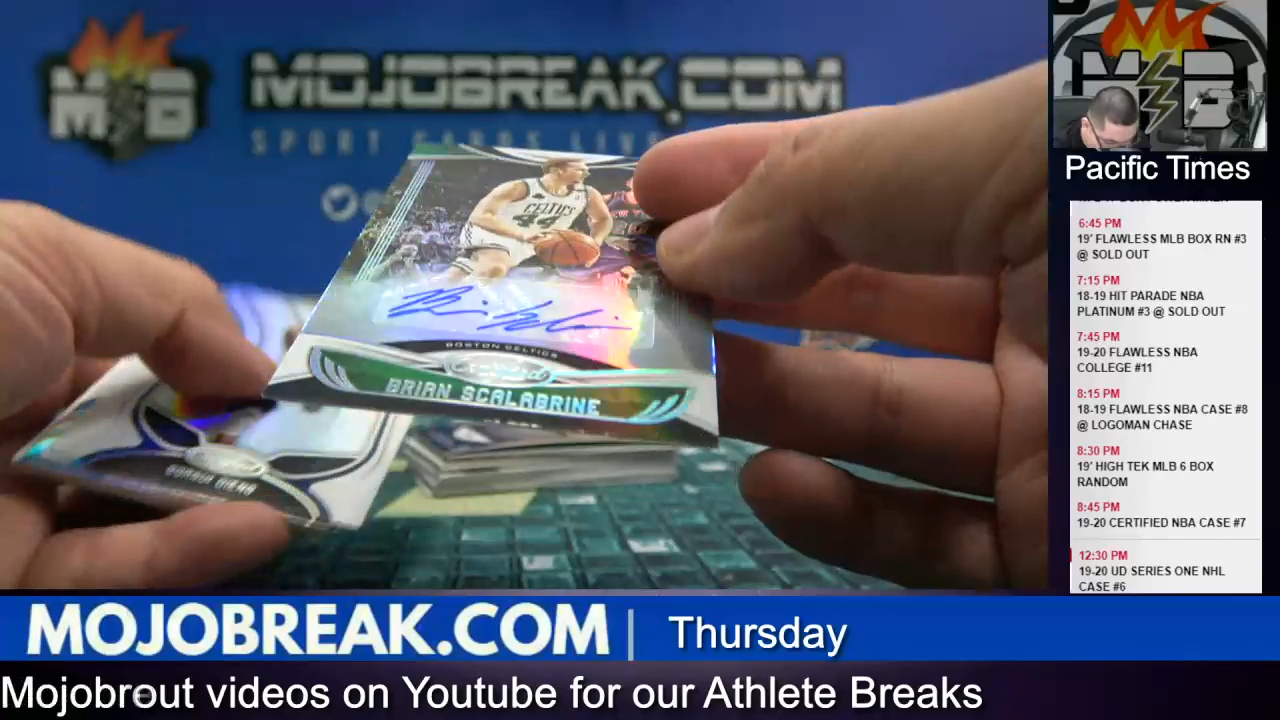 MOJOBREAK.COM
SPORT CARDS LIVE
MB
Pacific Times
6:45 PM
19' FLAWLESS MLB BOX RN #3
@ SOLD OUT
7:15 PM
18-19 HIT PARADE NBA
PLATINUM #3 @ SOLD OUT
7:45 PM
19-20 FLAWLESS NBA
COLLEGE #11
8:15 PM
18-19 FLAWLESS NBA CASE #8
@ LOGOMAN CHASE
8:30 PM
19' HIGH TEK MLB 6 BOX
RANDOM
8:45 PM
19-20 CERTIFIED NBA CASE #7
12:30 PM
19-20 UD SERIES ONE NHL
CASE #6
CELTICS
44
BOSTON CELTICS
Certified
BRIAN SCALABRINE
MOJOBREAK.COM | Thursday
Mojobreout videos on Youtube for our Athlete Breaks